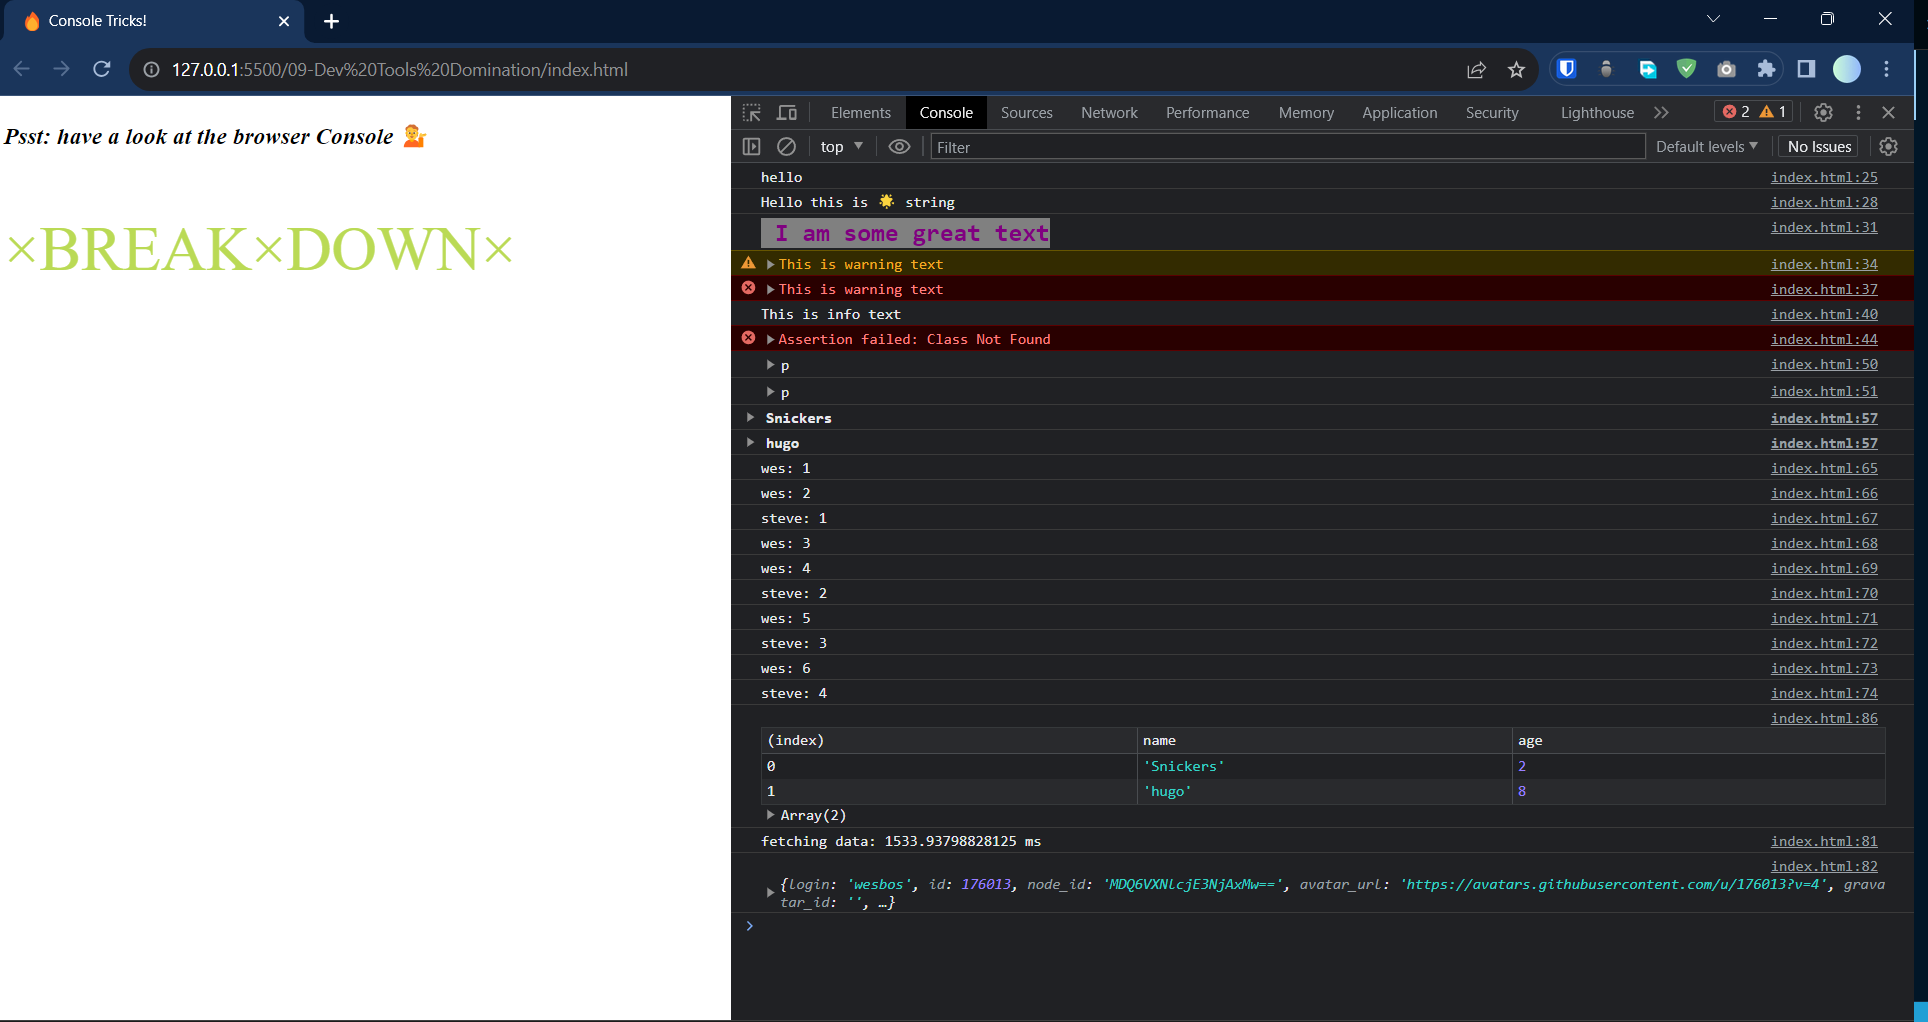 Console Tricks!
127.0.0.1:5500/09-Dev%20Tools%20Domination/index.html
Psst: have a look at the browser Console 💁
×BREAK×DOWN×
Elements Console Sources Network Performance Memory Application Security Lighthouse 2 1
top Filter Default levels No Issues
hello index.html:25
Hello this is 🌟 string index.html:28
I am some great text index.html:31
This is warning text index.html:34
This is warning text index.html:37
This is info text index.html:40
Assertion failed: Class Not Found index.html:44
p index.html:50
p index.html:51
Snickers index.html:57
hugo index.html:57
wes: 1 index.html:65
wes: 2 index.html:66
steve: 1 index.html:67
wes: 3 index.html:68
wes: 4 index.html:69
steve: 2 index.html:70
wes: 5 index.html:71
steve: 3 index.html:72
wes: 6 index.html:73
steve: 4 index.html:74
index.html:86
(index) name age
0 'Snickers' 2
1 'hugo' 8
Array(2)
fetching data: 1533.93798828125 ms index.html:81
index.html:82
{login: 'wesbos', id: 176013, node_id: 'MDQ6VXNlcjE3NjAxMw==', avatar_url: 'https://avatars.githubusercontent.com/u/176013?v=4', grava
tar_id: '', …}